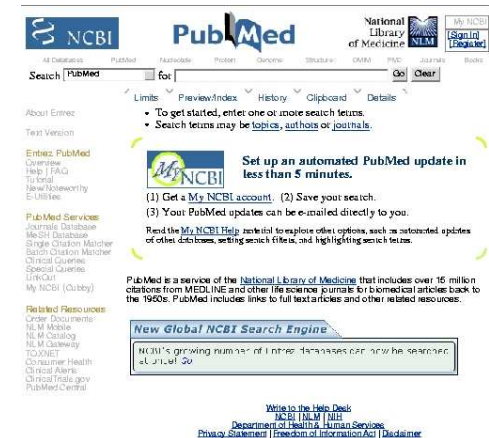 NCBI
PubMed
National
Library
of Medicine
NLM
My NCBI
[Sign In]
[Register]
All Databases PubMed Nucleotide Protein Genome Structure OMIM PMC Journals Books
Search PubMed for Go Clear
Limits Preview/Index History Clipboard Details
About Entrez
Text Version
Entrez PubMed
Overview
Help | FAQ
Tutorial
New/Noteworthy
E-Utilities
PubMed Services
Journals Database
MeSH Database
Single Citation Matcher
Batch Citation Matcher
Clinical Queries
Special Queries
LinkOut
My NCBI (Cubby)
Related Resources
Order Documents
NLM Mobile
NLM Catalog
NLM Gateway
TOXNET
Consumer Health
Clinical Alerts
ClinicalTrials.gov
PubMed Central
• To get started, enter one or more search terms.
• Search terms may be topics, authors or journals.
My NCBI
Set up an automated PubMed update in
less than 5 minutes.
(1) Get a My NCBI account. (2) Save your search.
(3) Your PubMed updates can be e-mailed directly to you.
Read the My NCBI Help material to explore other options, such as automated updates
of other databases, setting search filters, and highlighting search terms.
PubMed is a service of the National Library of Medicine that includes over 15 million
citations from MEDLINE and other life science journals for biomedical articles back to
the 1950s. PubMed includes links to full text articles and other related resources.
New Global NCBI Search Engine
NCBI's growing number of Entrez databases can now be searched
at once! Go
Write to the Help Desk
NCBI | NLM | NIH
Department of Health & Human Services
Privacy Statement | Freedom of Information Act | Disclaimer